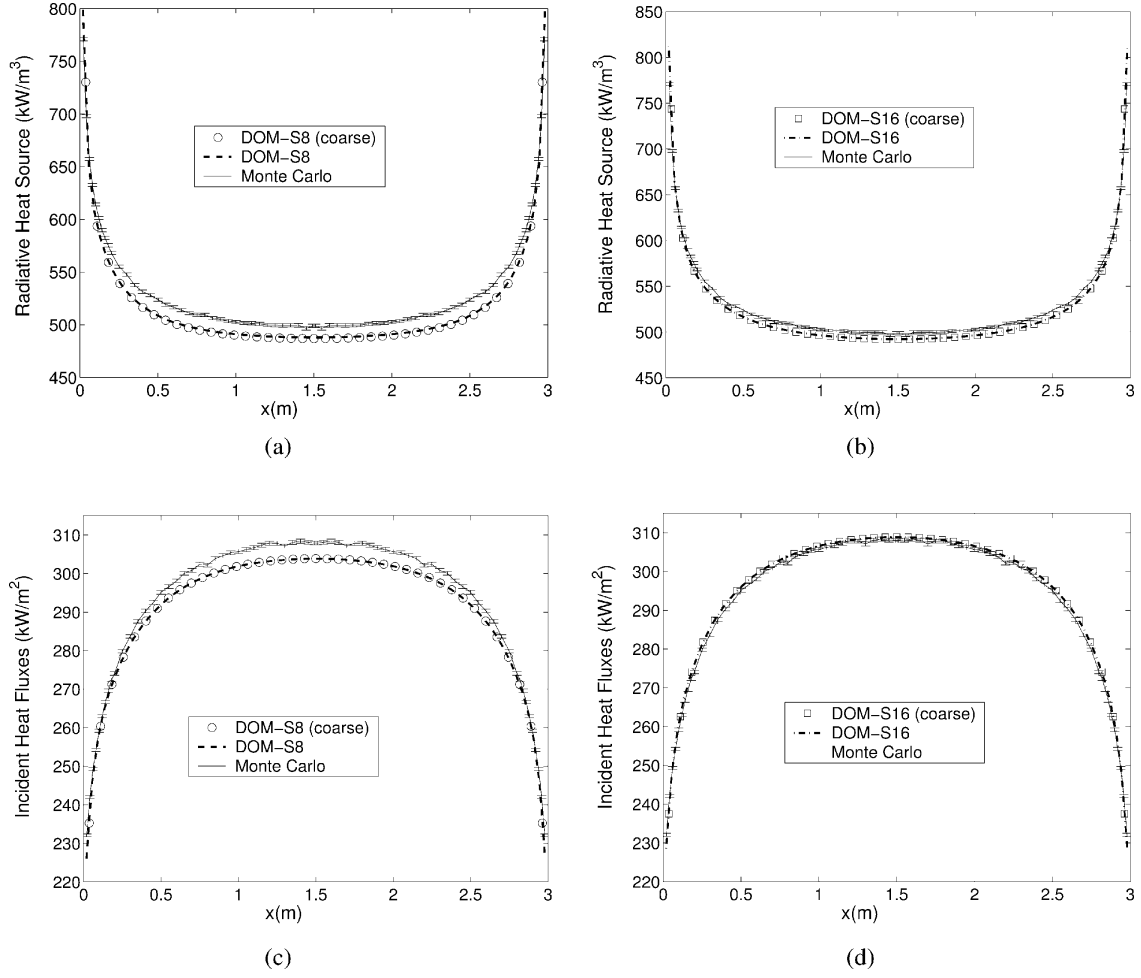 800
750
700
650
600
550
500
450
Radiative Heat Source (kW/m³)
DOM−S8 (coarse)
DOM−S8
Monte Carlo
0 0.5 1 1.5 2 2.5 3
x(m)
(a)
850
800
750
700
650
600
550
500
450
Radiative Heat Source (kW/m³)
DOM−S16 (coarse)
DOM−S16
Monte Carlo
0 0.5 1 1.5 2 2.5 3
x(m)
(b)
310
300
290
280
270
260
250
240
230
220
Incident Heat Fluxes (kW/m²)
DOM−S8 (coarse)
DOM−S8
Monte Carlo
0 0.5 1 1.5 2 2.5 3
x(m)
(c)
310
300
290
280
270
260
250
240
230
220
Incident Heat Fluxes (kW/m²)
DOM−S16 (coarse)
DOM−S16
Monte Carlo
0 0.5 1 1.5 2 2.5 3
x(m)
(d)